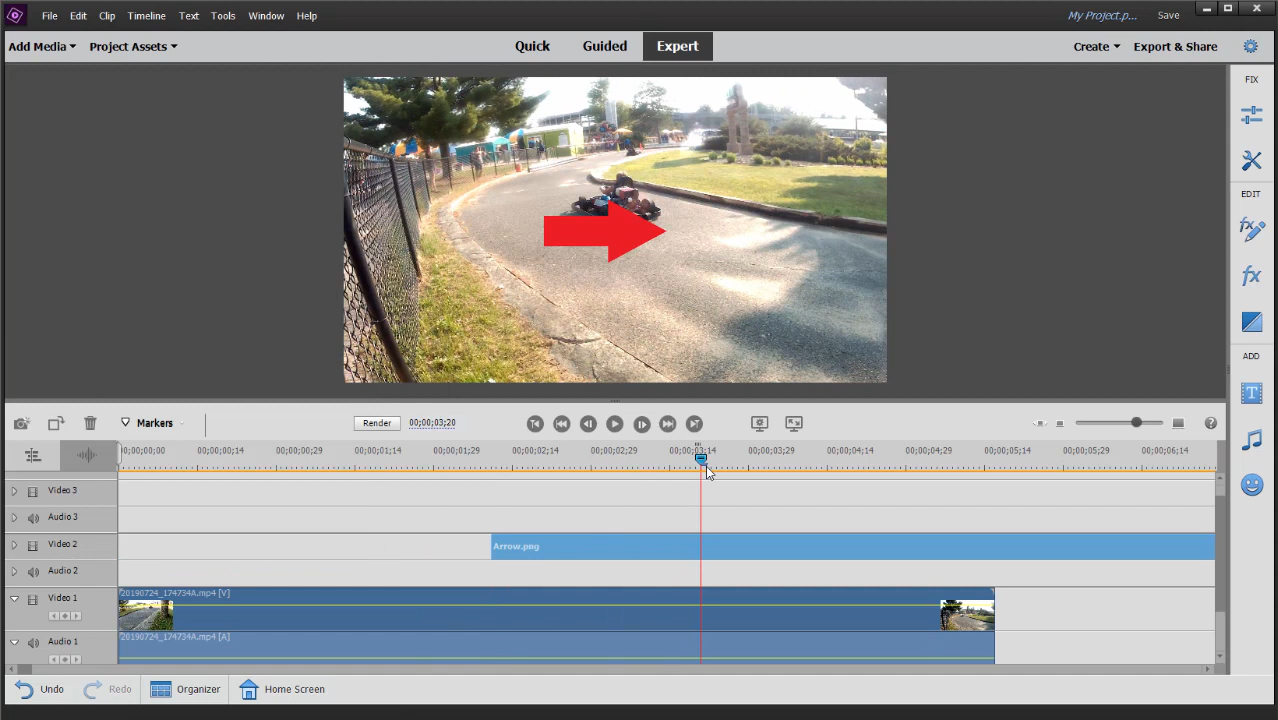 File Edit Clip Timeline Text Tools Window Help My Project.p... Save
Add Media Project Assets Quick Guided Expert Create Export & Share
FIX
EDIT
fx
ADD
T
Markers Render 00;00;03;20
0;00;00;00 00;00;00;14 00;00;00;29 00;00;01;14 00;00;01;29 00;00;02;14 00;00;02;29 00;00;03;14 00;00;03;29 00;00;04;14 00;00;04;29 00;00;05;14 00;00;05;29 00;00;06;14
Video 3
Audio 3
Video 2 Arrow.png
Audio 2
Video 1 20190724_174734A.mp4 [V]
Audio 1 20190724_174734A.mp4 [A]
Undo Redo Organizer Home Screen